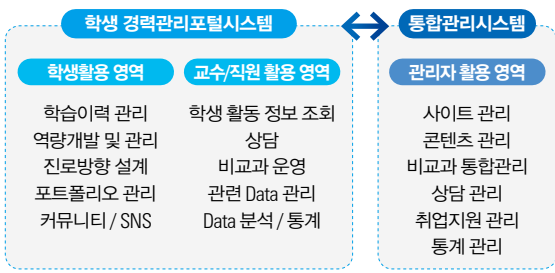 학생 경력관리포털시스템
통합관리시스템
학생활용 영역
교수/직원 활용 영역
관리자 활용 영역
학습이력 관리
역량개발 및 관리
진로방향 설계
포트폴리오 관리
커뮤니티 / SNS
학생 활동 정보 조회
상담
비교과 운영
관련 Data 관리
Data 분석 / 통계
사이트 관리
콘텐츠 관리
비교과 통합관리
상담 관리
취업지원 관리
통계 관리